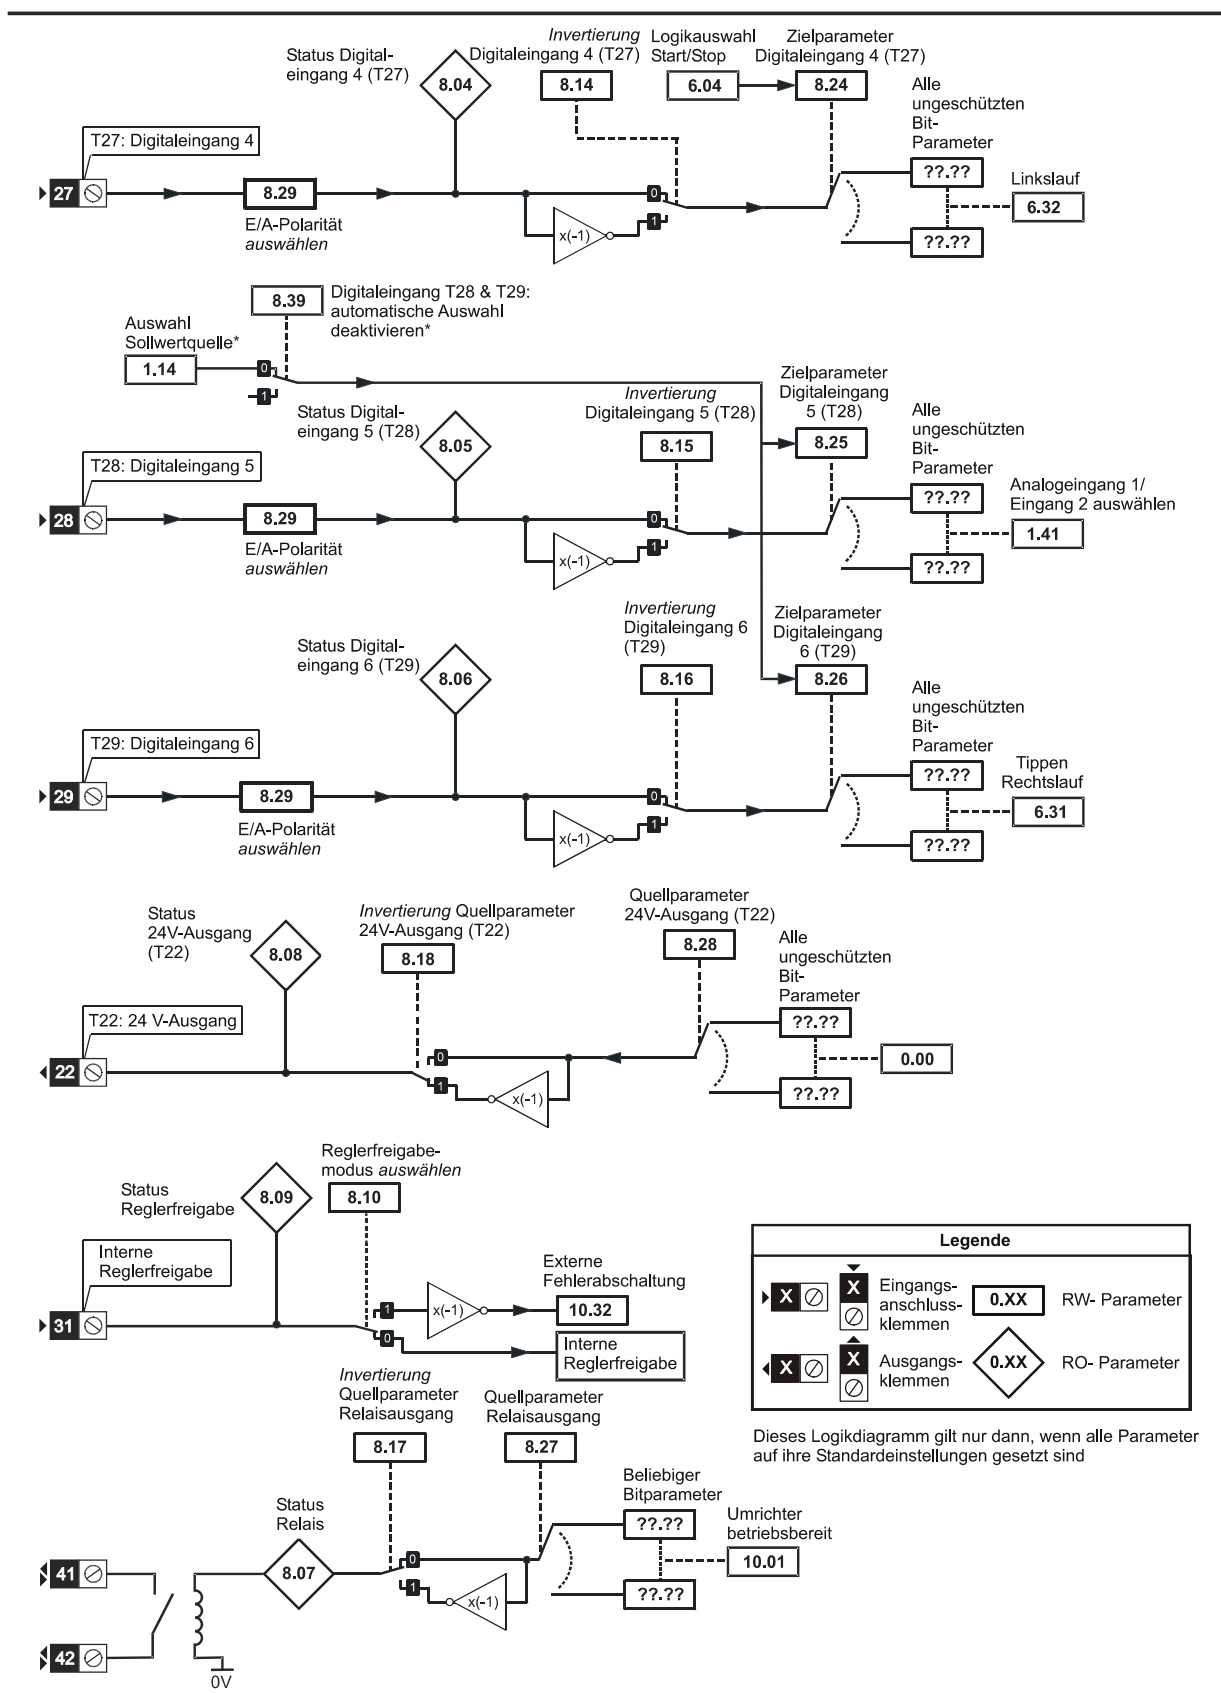 Status Digital-
eingang 4 (T27)
8.04
Invertierung
Digitaleingang 4 (T27)
8.14
Logikauswahl
Start/Stop
6.04
Zielparameter
Digitaleingang 4 (T27)
8.24
Alle
ungeschützten
Bit-
Parameter
T27: Digitaleingang 4
27
8.29
E/A-Polarität
auswählen
0
1
x(-1)
??.??
??.??
Linkslauf
6.32
8.39
Digitaleingang T28 & T29:
automatische Auswahl
deaktivieren*
Auswahl
Sollwertquelle*
1.14
0
1
Status Digital-
eingang 5 (T28)
8.05
Invertierung
Digitaleingang 5 (T28)
8.15
Zielparameter
Digitaleingang
5 (T28)
8.25
Alle
ungeschützten
Bit-
Parameter
T28: Digitaleingang 5
28
8.29
E/A-Polarität
auswählen
0
1
x(-1)
??.??
??.??
Analogeingang 1/
Eingang 2 auswählen
1.41
Status Digital-
eingang 6 (T29)
8.06
Invertierung
Digitaleingang 6
(T29)
8.16
Zielparameter
Digitaleingang
6 (T29)
8.26
Alle
ungeschützten
Bit-
Parameter
T29: Digitaleingang 6
29
8.29
E/A-Polarität
auswählen
0
1
x(-1)
??.??
??.??
Tippen
Rechtslauf
6.31
Status
24V-Ausgang
(T22)
8.08
Invertierung Quellparameter
24V-Ausgang (T22)
8.18
Quellparameter
24V-Ausgang (T22)
8.28
Alle
ungeschützten
Bit-
Parameter
T22: 24 V-Ausgang
22
0
1
x(-1)
??.??
??.??
0.00
Reglerfreigabe-
modus auswählen
8.10
Status
Reglerfreigabe
8.09
Interne
Reglerfreigabe
31
1
0
x(-1)
Externe
Fehlerabschaltung
10.32
Interne
Reglerfreigabe
Legende
X
X
Eingangs-
anschluss-
klemmen
0.XX
RW- Parameter
X
X
Ausgangs-
klemmen
0.XX
RO- Parameter
Dieses Logikdiagramm gilt nur dann, wenn alle Parameter
auf ihre Standardeinstellungen gesetzt sind
Invertierung
Quellparameter
Relaisausgang
8.17
Quellparameter
Relaisausgang
8.27
Beliebiger
Bitparameter
Status
Relais
8.07
41
42
0V
0
1
x(-1)
??.??
??.??
Umrichter
betriebsbereit
10.01